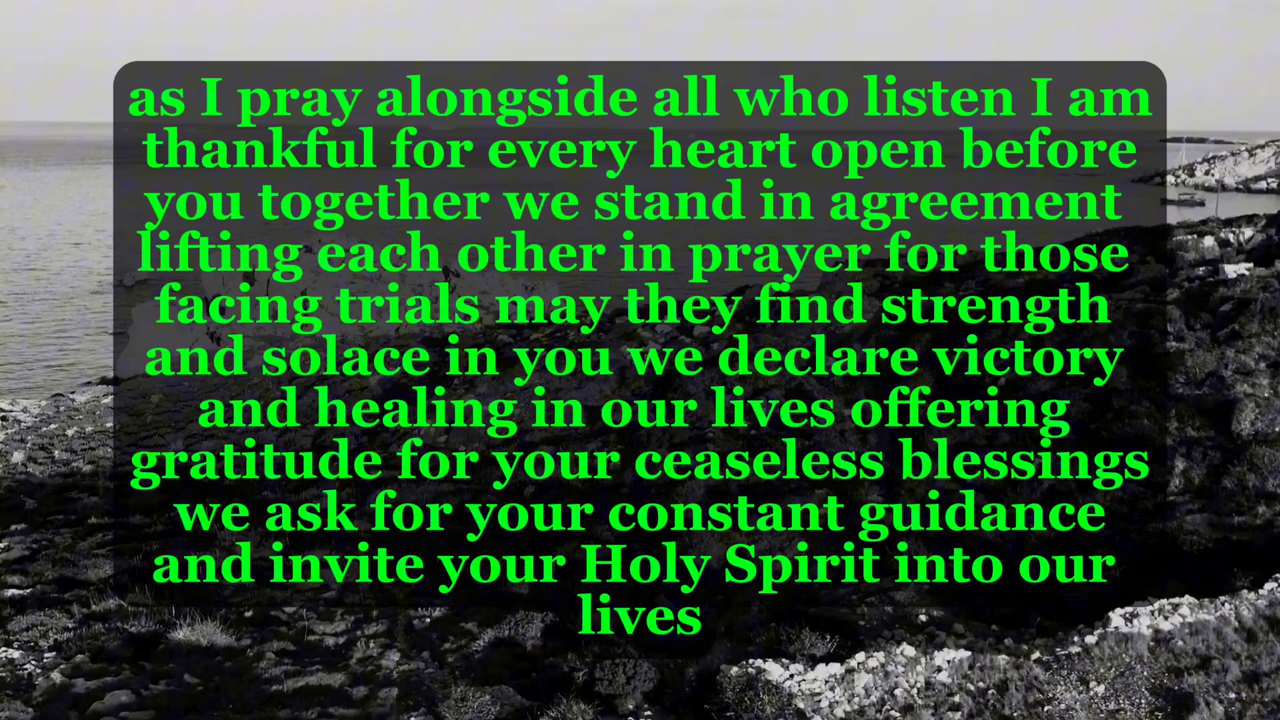 as I pray alongside all who listen I am
thankful for every heart open before
you together we stand in agreement
lifting each other in prayer for those
facing trials may they find strength
and solace in you we declare victory
and healing in our lives offering
gratitude for your ceaseless blessings
we ask for your constant guidance
and invite your Holy Spirit into our
lives